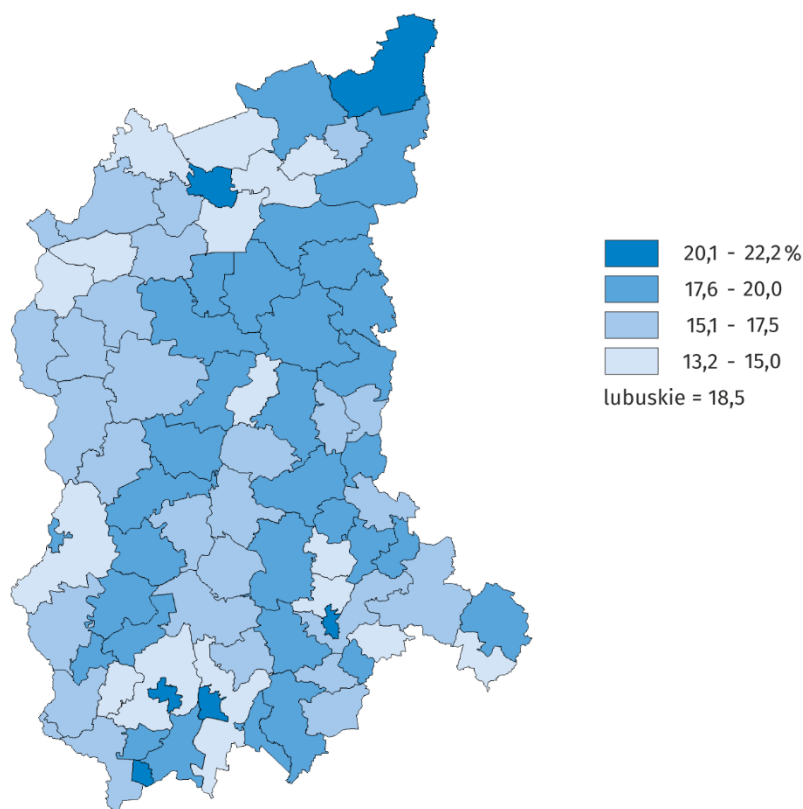 20,1 - 22,2 %
17,6 - 20,0
15,1 - 17,5
13,2 - 15,0
lubuskie = 18,5